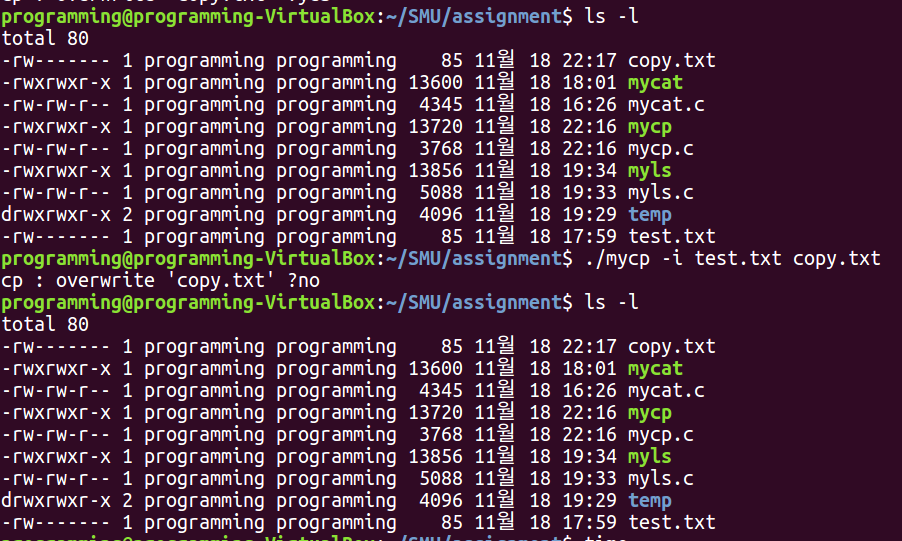 programming@programming-VirtualBox:~/SMU/assignment$ ls -l
total 80
-rw------- 1 programming programming    85 11월 18 22:17 copy.txt
-rwxrwxr-x 1 programming programming 13600 11월 18 18:01 mycat
-rw-rw-r-- 1 programming programming  4345 11월 18 16:26 mycat.c
-rwxrwxr-x 1 programming programming 13720 11월 18 22:16 mycp
-rw-rw-r-- 1 programming programming  3768 11월 18 22:16 mycp.c
-rwxrwxr-x 1 programming programming 13856 11월 18 19:34 myls
-rw-rw-r-- 1 programming programming  5088 11월 18 19:33 myls.c
drwxrwxr-x 2 programming programming  4096 11월 18 19:29 temp
-rw------- 1 programming programming    85 11월 18 17:59 test.txt
programming@programming-VirtualBox:~/SMU/assignment$ ./mycp -i test.txt copy.txt
cp : overwrite 'copy.txt' ?no
programming@programming-VirtualBox:~/SMU/assignment$ ls -l
total 80
-rw------- 1 programming programming    85 11월 18 22:17 copy.txt
-rwxrwxr-x 1 programming programming 13600 11월 18 18:01 mycat
-rw-rw-r-- 1 programming programming  4345 11월 18 16:26 mycat.c
-rwxrwxr-x 1 programming programming 13720 11월 18 22:16 mycp
-rw-rw-r-- 1 programming programming  3768 11월 18 22:16 mycp.c
-rwxrwxr-x 1 programming programming 13856 11월 18 19:34 myls
-rw-rw-r-- 1 programming programming  5088 11월 18 19:33 myls.c
drwxrwxr-x 2 programming programming  4096 11월 18 19:29 temp
-rw------- 1 programming programming    85 11월 18 17:59 test.txt